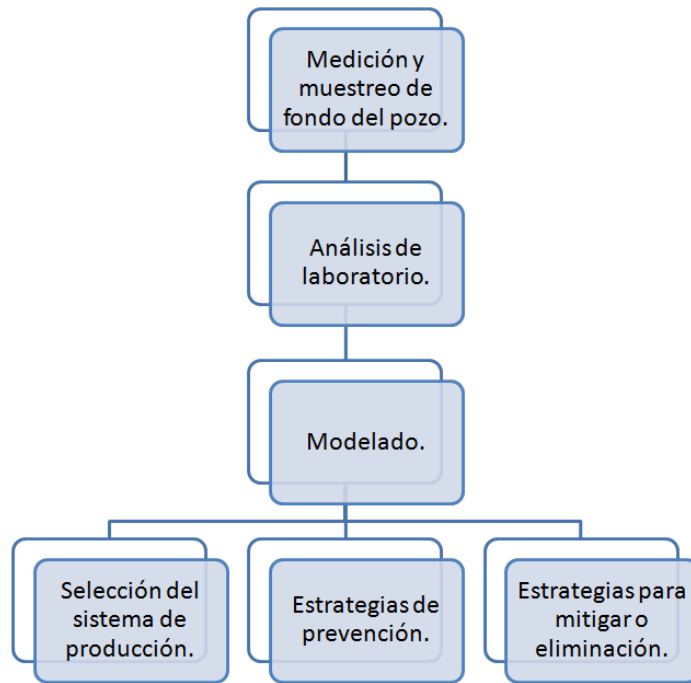 Medición y
muestreo de
fondo del pozo.
Análisis de
laboratorio.
Modelado.
Selección del
sistema de
producción.
Estrategias de
prevención.
Estrategias para
mitigar o
eliminación.